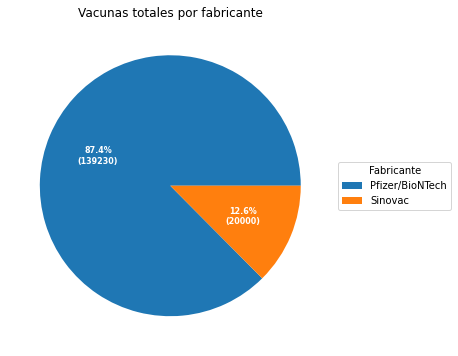 Vacunas totales por fabricante
87.4%
(139230)
12.6%
(20000)
Fabricante
Pfizer/BioNTech
Sinovac